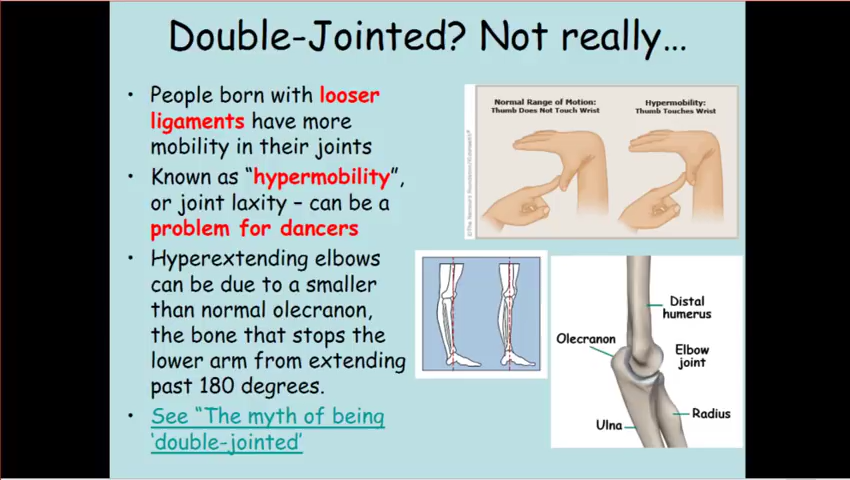 Double-Jointed? Not really…
• People born with looser
ligaments have more
mobility in their joints
• Known as “hypermobility”,
or joint laxity – can be a
problem for dancers
• Hyperextending elbows
can be due to a smaller
than normal olecranon,
the bone that stops the
lower arm from extending
past 180 degrees.
• See “The myth of being
‘double-jointed’
Normal Range of Motion:
Thumb Does Not Touch Wrist
Hypermobility:
Thumb Touches Wrist
Distal
humerus
Olecranon
Elbow
joint
Radius
Ulna